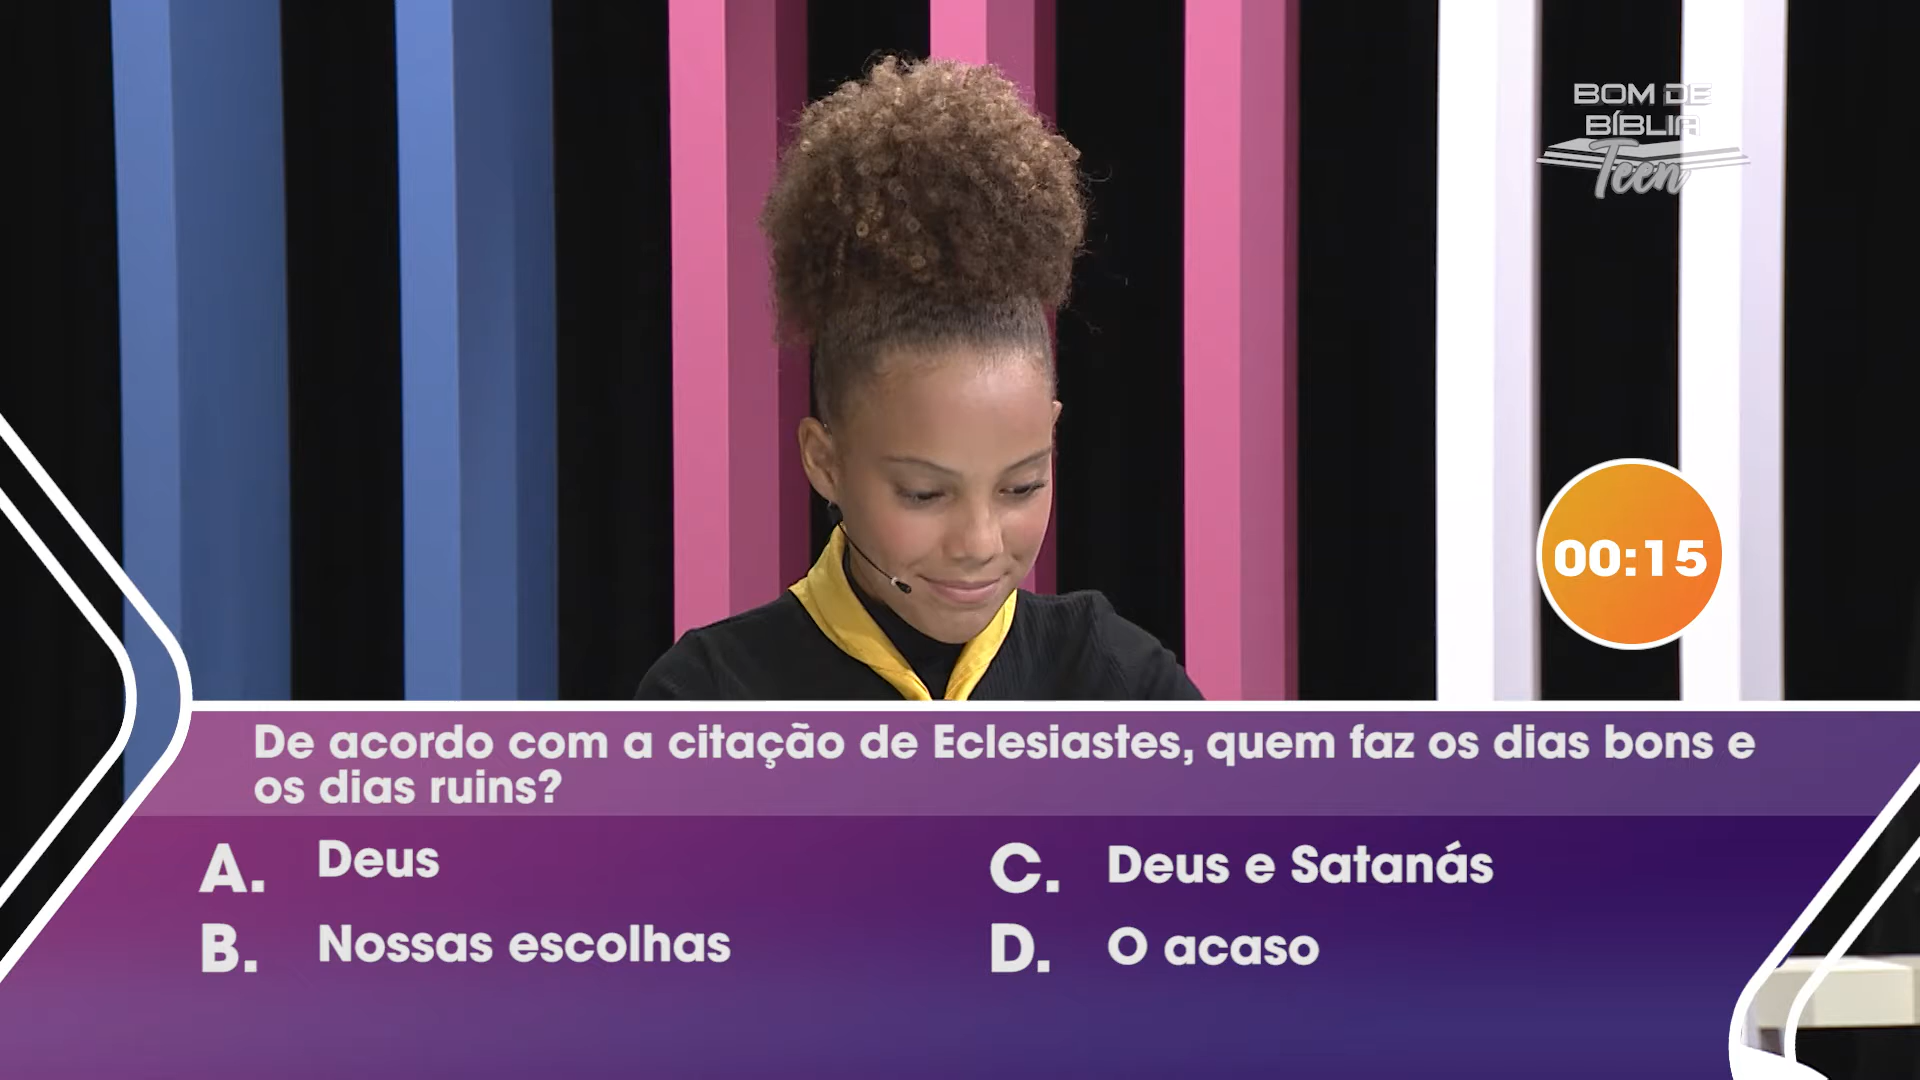 BOM DE
BÍBLIA
Teen
00:15
De acordo com a citação de Eclesiastes, quem faz os dias bons e
os dias ruins?
A. Deus
B. Nossas escolhas
C. Deus e Satanás
D. O acaso